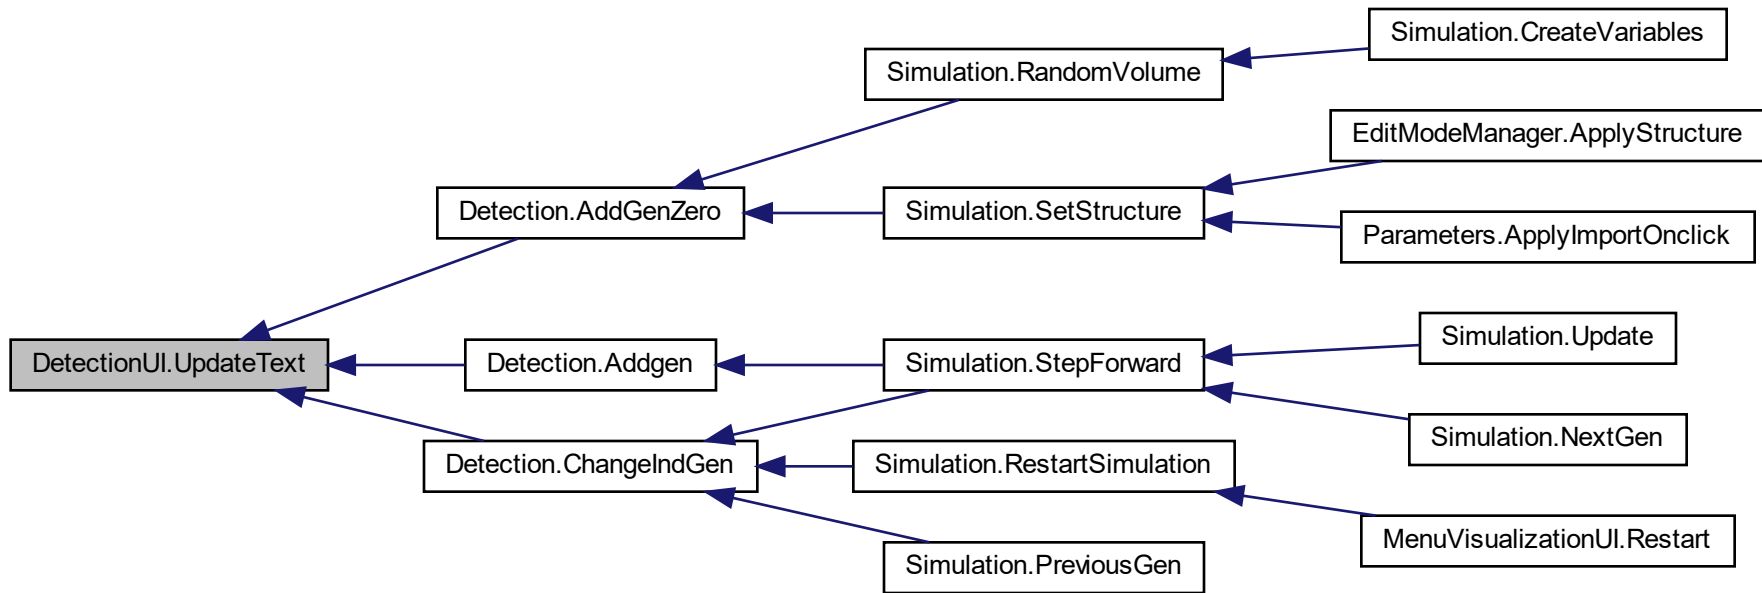 Simulation.CreateVariables
Simulation.RandomVolume
EditModeManager.ApplyStructure
Detection.AddGenZero
Simulation.SetStructure
Parameters.ApplyImportOnclick
Simulation.Update
DetectionUI.UpdateText
Detection.Addgen
Simulation.StepForward
Simulation.NextGen
Detection.ChangeIndGen
Simulation.RestartSimulation
MenuVisualizationUI.Restart
Simulation.PreviousGen